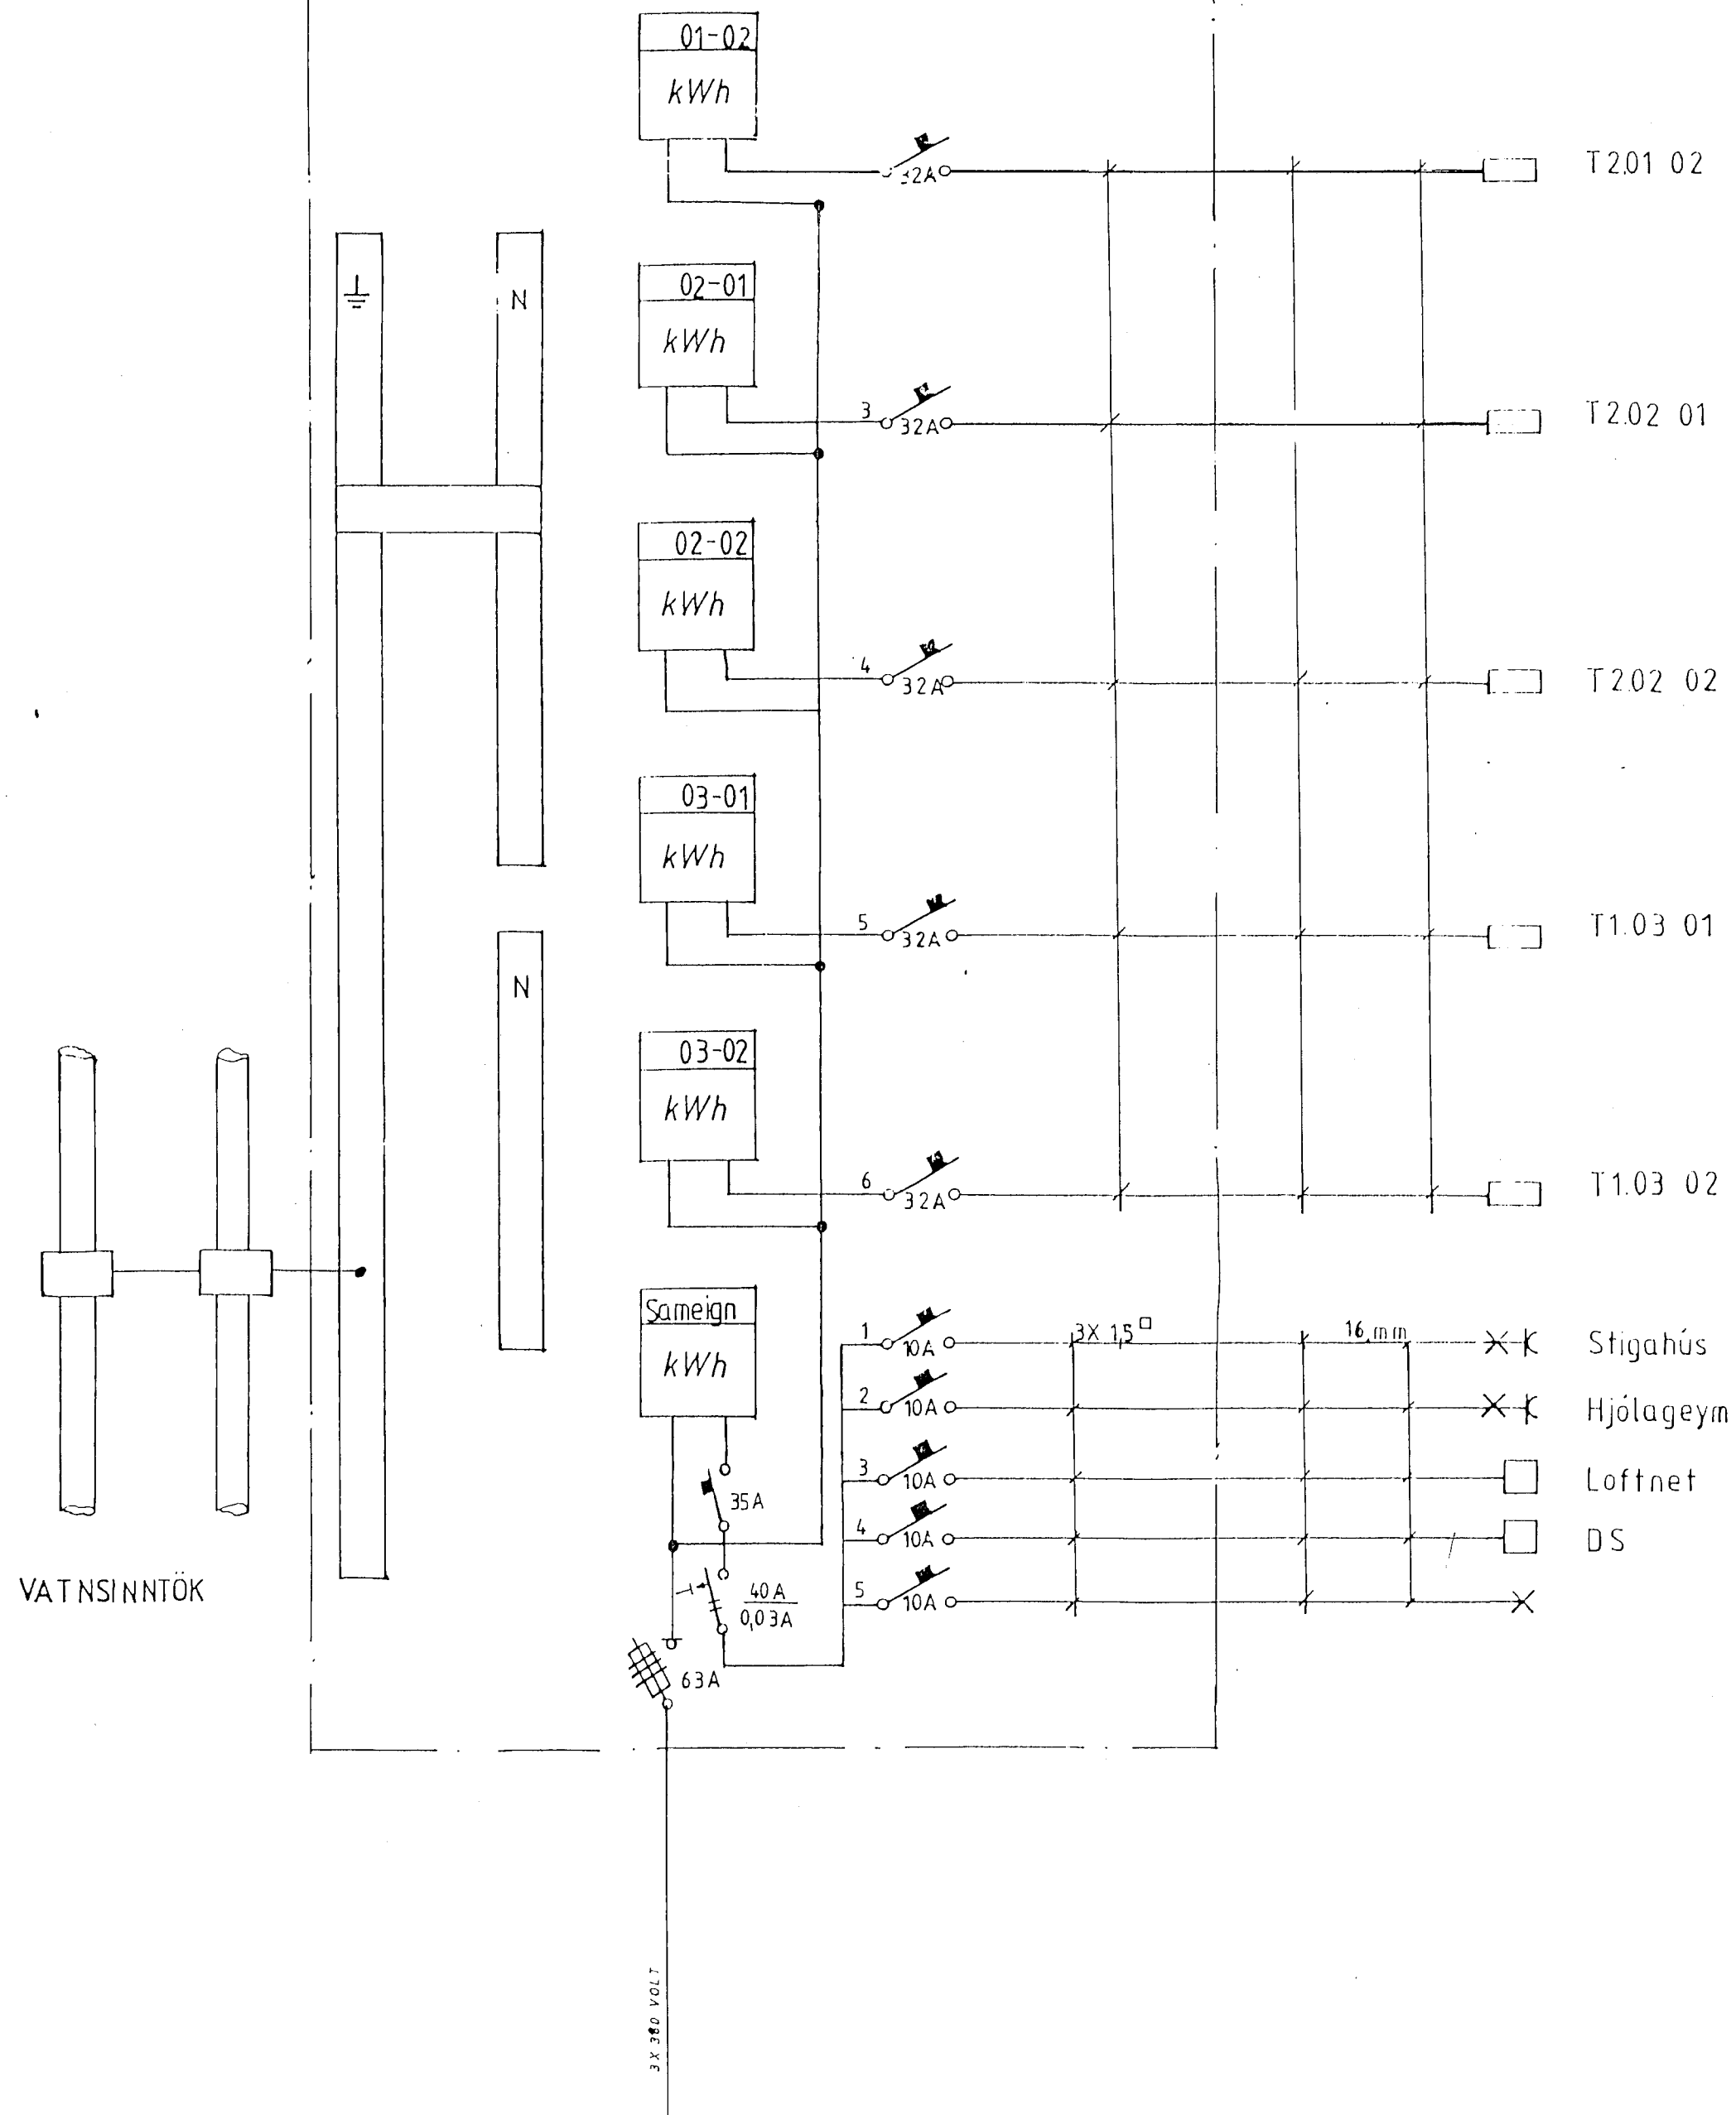 01-02
kWh
32A
T2.01 02
N
02-01
kWh
3
32A
T2.02 01
02-02
kWh
4
32A
T2.02 02
03-01
kWh
5
32A
T1.03 01
N
03-02
kWh
6
32A
T1.03 02
Sameign
kWh
1
10A
3X 1,5 □
16 mm
Stigahús
2
10A
Hjólageym
3
10A
Loftnet
35A
4
10A
DS
5
10A
40A
0,03A
63A
VATNSINNTÖK
3X 380 VOLT